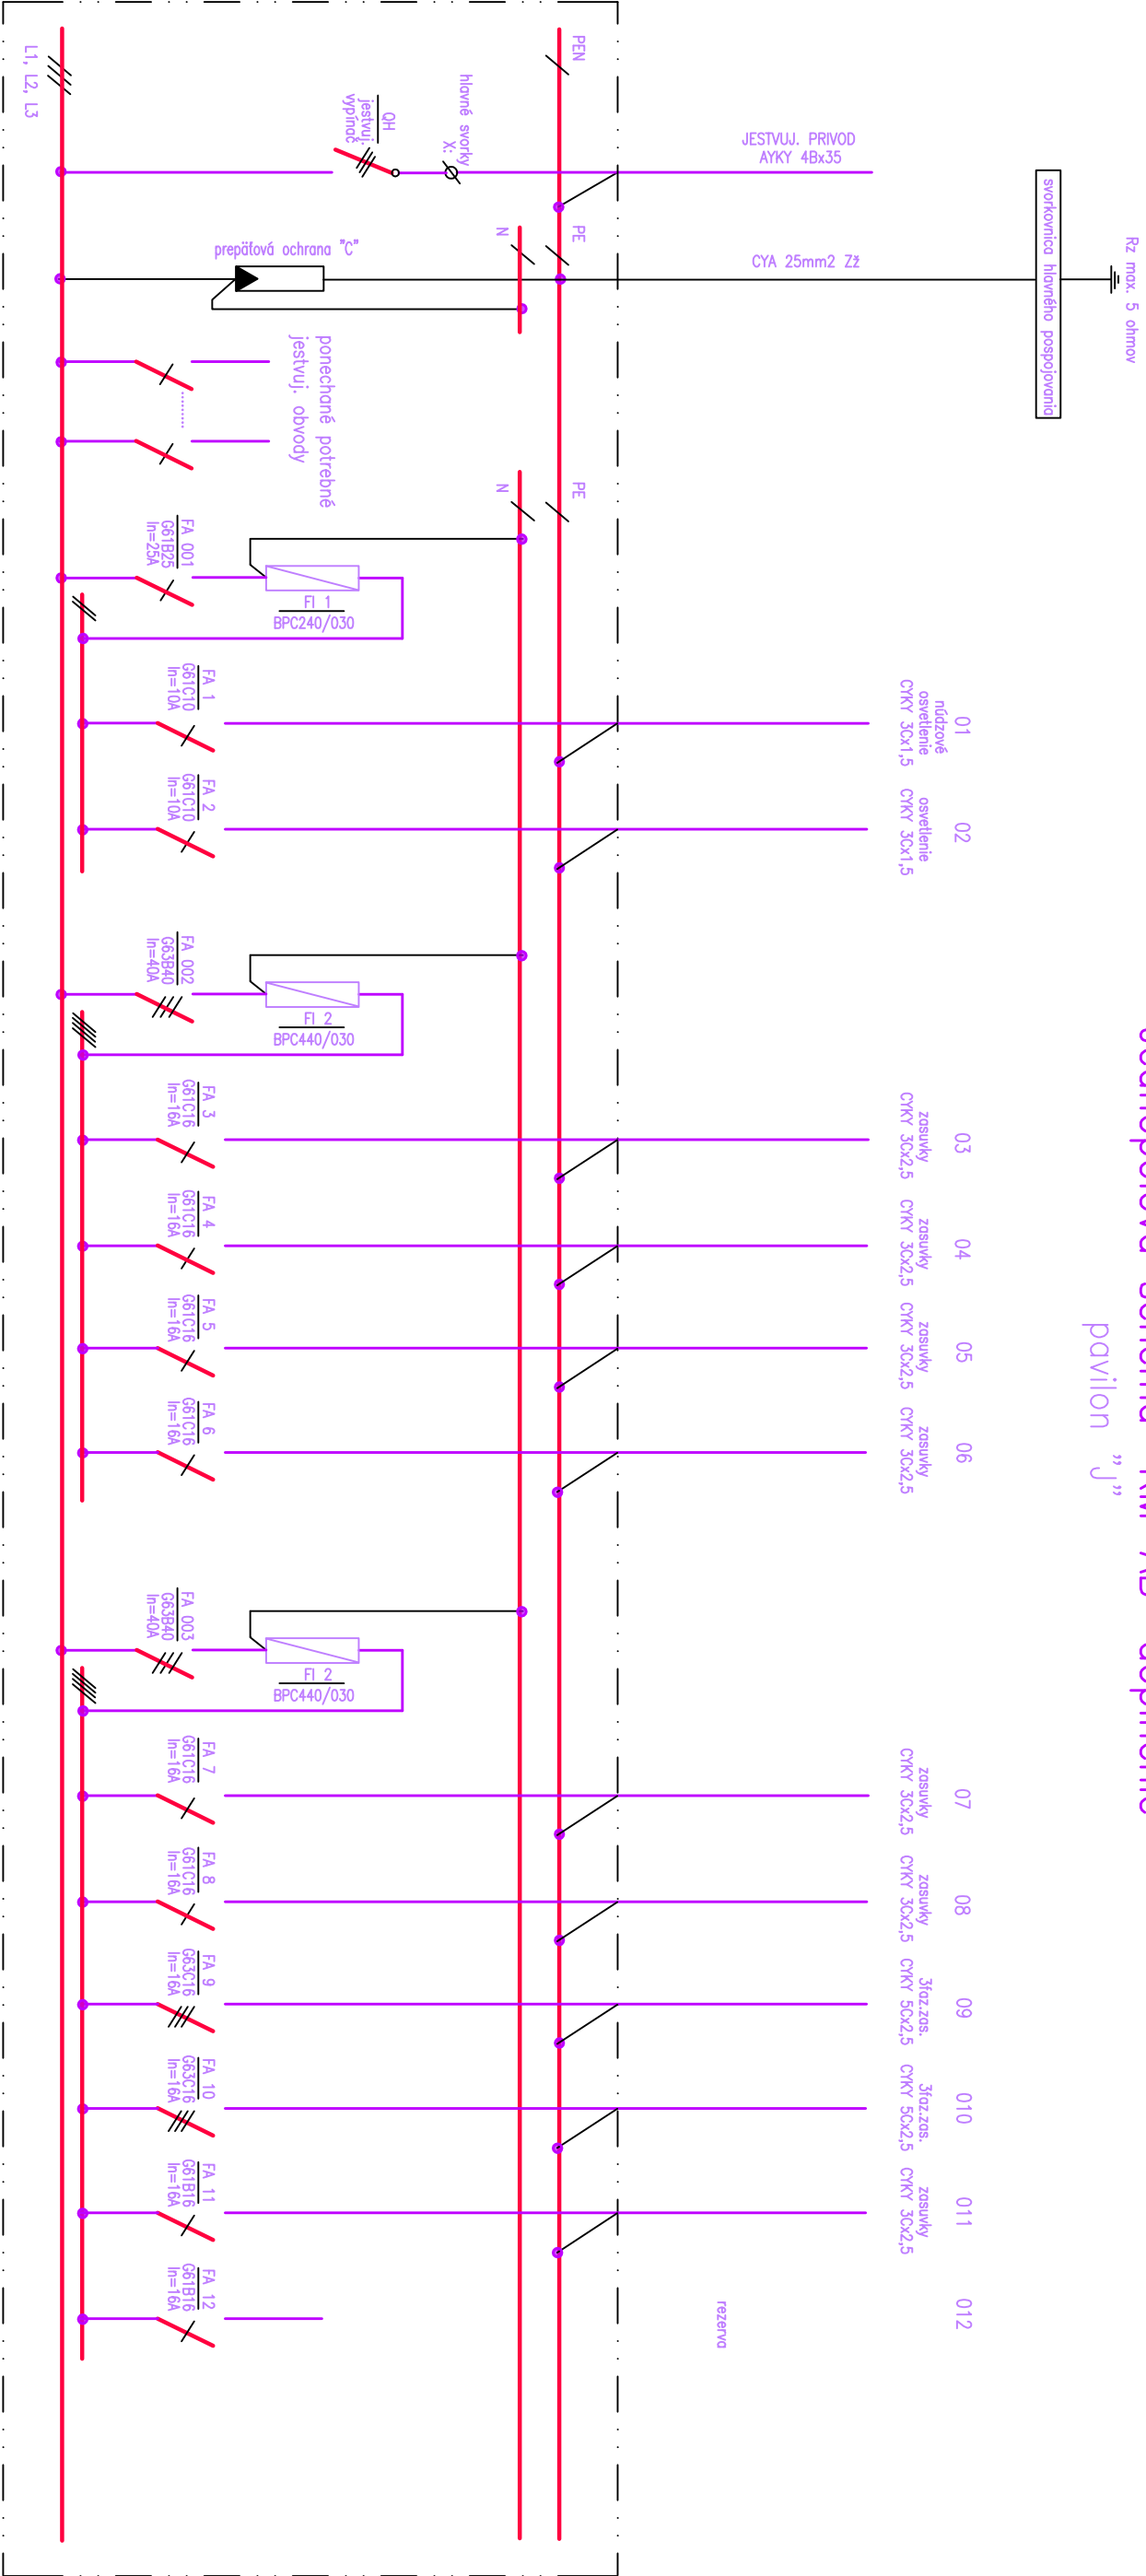 pavilon "J"
Rz max. 5 ohmov
svorkovnica hlavného pospojovania
JESTVUJ. PRIVOD
AYKY 4Bx35
CYA 25mm2 Zž
01
núdzové
osvetlenie
CYKY 3Cx1,5
02
osvetlenie
CYKY 3Cx1,5
03
zasuvky
CYKY 3Cx2,5
04
zasuvky
CYKY 3Cx2,5
05
zasuvky
CYKY 3Cx2,5
06
zasuvky
CYKY 3Cx2,5
07
zasuvky
CYKY 3Cx2,5
08
zasuvky
CYKY 3Cx2,5
09
3faz.zas.
CYKY 5Cx2,5
010
3faz.zas.
CYKY 5Cx2,5
011
zasuvky
CYKY 3Cx2,5
012
rezerva
PEN
PE
N
PE
N
hlavné svorky
X:
QH
jestvuj.
vypínač
prepäťová ochrana "C"
ponechané potrebné
jestvuj. obvody
FI 1
BPC240/030
FI 2
BPC440/030
FI 2
BPC440/030
FA 001
G61B25
In=25A
FA 1
G61C10
In=10A
FA 2
G61C10
In=10A
FA 002
G63B40
In=40A
FA 3
G61C16
In=16A
FA 4
G61C16
In=16A
FA 5
G61C16
In=16A
FA 6
G61C16
In=16A
FA 003
G63B40
In=40A
FA 7
G61C16
In=16A
FA 8
G61C16
In=16A
FA 9
G63C16
In=16A
FA 10
G63C16
In=16A
FA 11
G61B16
In=16A
FA 12
G61B16
In=16A
L1, L2, L3